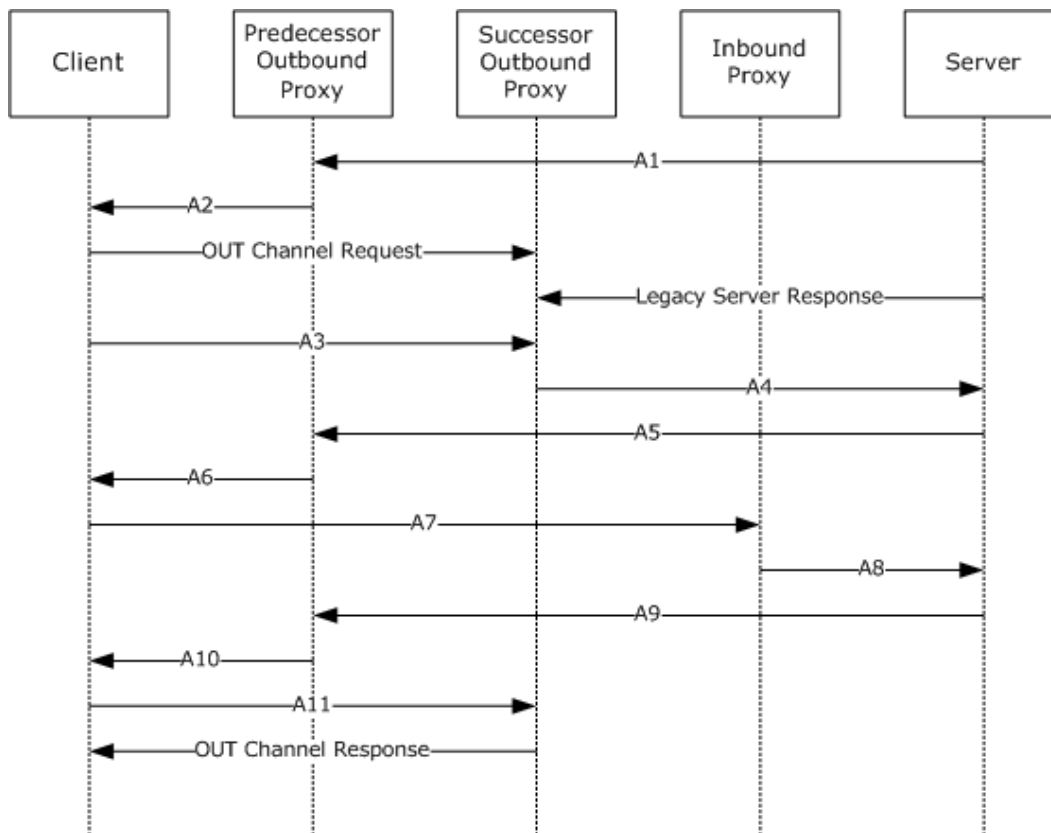 Client
Predecessor
Outbound
Proxy
Successor
Outbound
Proxy
Inbound
Proxy
Server
A1
A2
OUT Channel Request
Legacy Server Response
A3
A4
A5
A6
A7
A8
A9
A10
A11
OUT Channel Response